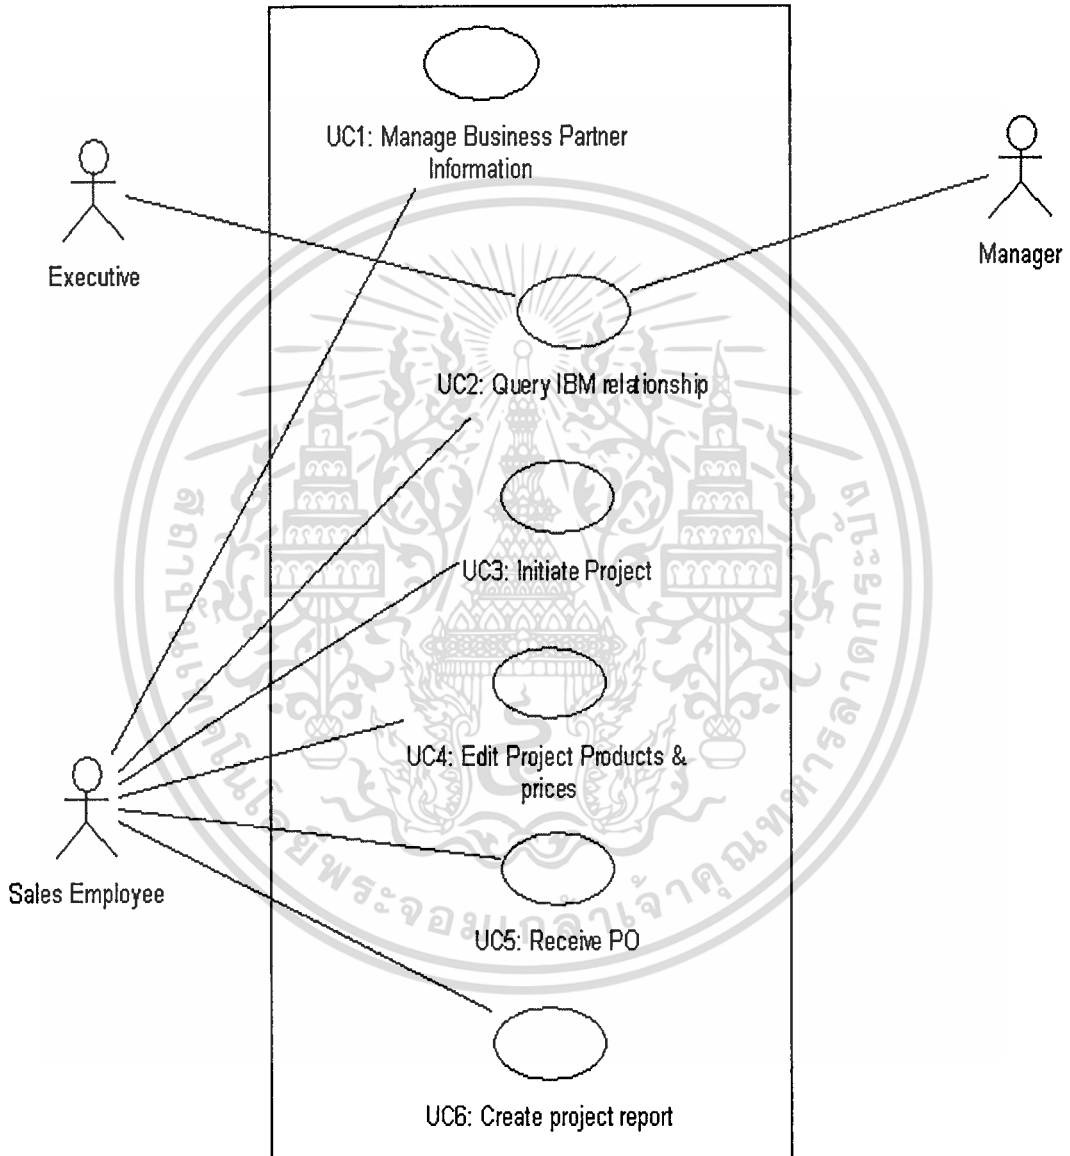 UC1: Manage Business Partner
Information
Executive
Manager
UC2: Query IBM relationship
UC3: Initiate Project
UC4: Edit Project Products &
prices
Sales Employee
UC5: Receive PO
UC6: Create project report